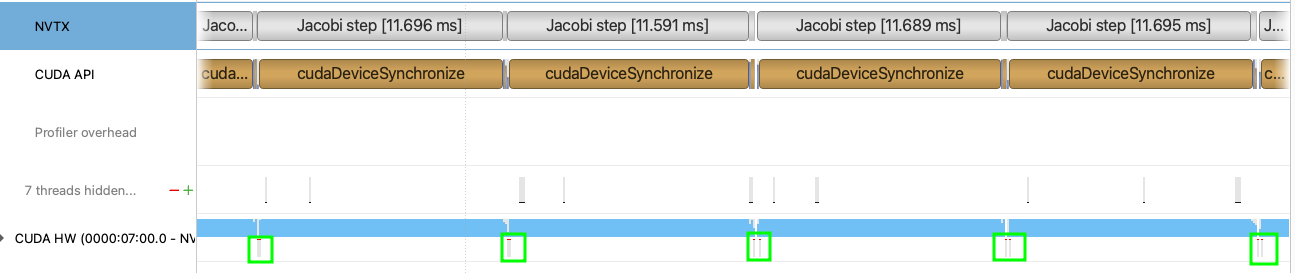 NVTX Jaco... Jacobi step [11.696 ms] Jacobi step [11.591 ms] Jacobi step [11.689 ms] Jacobi step [11.695 ms] J...
CUDA API cuda... cudaDeviceSynchronize cudaDeviceSynchronize cudaDeviceSynchronize cudaDeviceSynchronize c...
Profiler overhead
7 threads hidden... − +
CUDA HW (0000:07:00.0 - NV